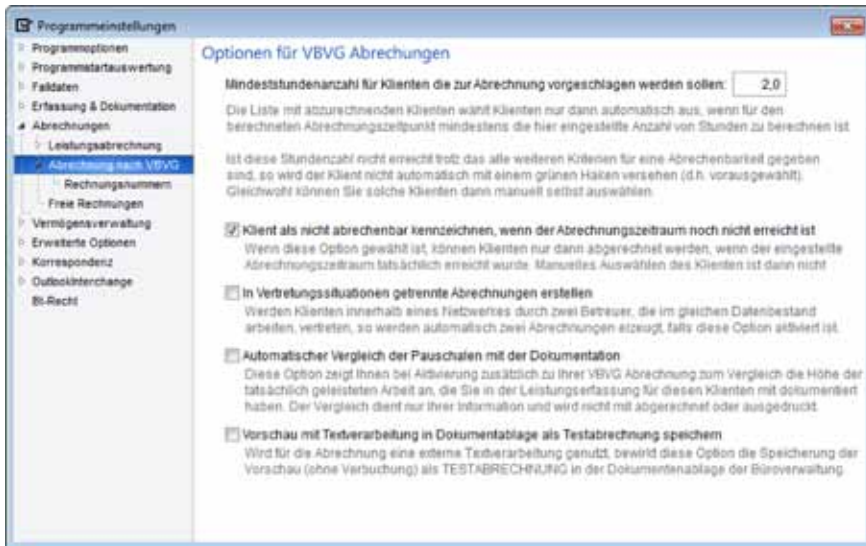 Programmeinstellungen
Programmoptionen
Programmstartauswertung
Falldaten
Erfassung & Dokumentation
Abrechnungen
Leistungsabrechnung
Abrechnung nach VBVG
Rechnungsnummern
Freie Rechnungen
Vermögensverwaltung
Erweiterte Optionen
Korrespondenz
Outlookinterchange
Bt-Recht
Optionen für VBVG Abrechungen
Mindeststundenanzahl für Klienten die zur Abrechnung vorgeschlagen werden sollen: 2,0
Die Liste mit abzurechnenden Klienten wählt Klienten nur dann automatisch aus, wenn für den
berechneten Abrechnungszeitpunkt mindestens die hier eingestellte Anzahl von Stunden zu berechnen ist
Ist diese Stundenzahl nicht erreicht trotz das alle weiteren Kriterien für eine Abrechenbarkeit gegeben
sind, so wird der Klient nicht automatisch mit einem grünen Haken versehen (d.h. vorausgewählt).
Gleichwohl können Sie solche Klienten dann manuell selbst auswählen.
Klient als nicht abrechenbar kennzeichnen, wenn der Abrechnungszeitraum noch nicht erreicht ist
Wenn diese Option gewählt ist, können Klienten nur dann abgerechnet werden, wenn der eingestellte
Abrechnungszeitraum tatsächlich erreicht wurde. Manuelles Auswählen des Klienten ist dann nicht
In Vertretungssituationen getrennte Abrechnungen erstellen
Werden Klienten innerhalb eines Netzwerkes durch zwei Betreuer, die im gleichen Datenbestand
arbeiten, vertreten, so werden automatisch zwei Abrechnungen erzeugt, falls diese Option aktiviert ist.
Automatischer Vergleich der Pauschalen mit der Dokumentation
Diese Option zeigt Ihnen bei Aktivierung zusätzlich zu Ihrer VBVG Abrechnung zum Vergleich die Höhe der
tatsächlich geleisteten Arbeit an, die Sie in der Leistungserfassung für diesen Klienten mit dokumentiert
haben. Der Vergleich dient nur Ihrer Information und wird nicht mit abgerechnet oder ausgedruckt.
Vorschau mit Textverarbeitung in Dokumentablage als Testabrechnung speichern
Wird für die Abrechnung eine externe Textverarbeitung genutzt, bewirkt diese Option die Speicherung der
Vorschau (ohne Verbuchung) als TESTABRECHNUNG in der Dokumentenablage der Büroverwaltung.